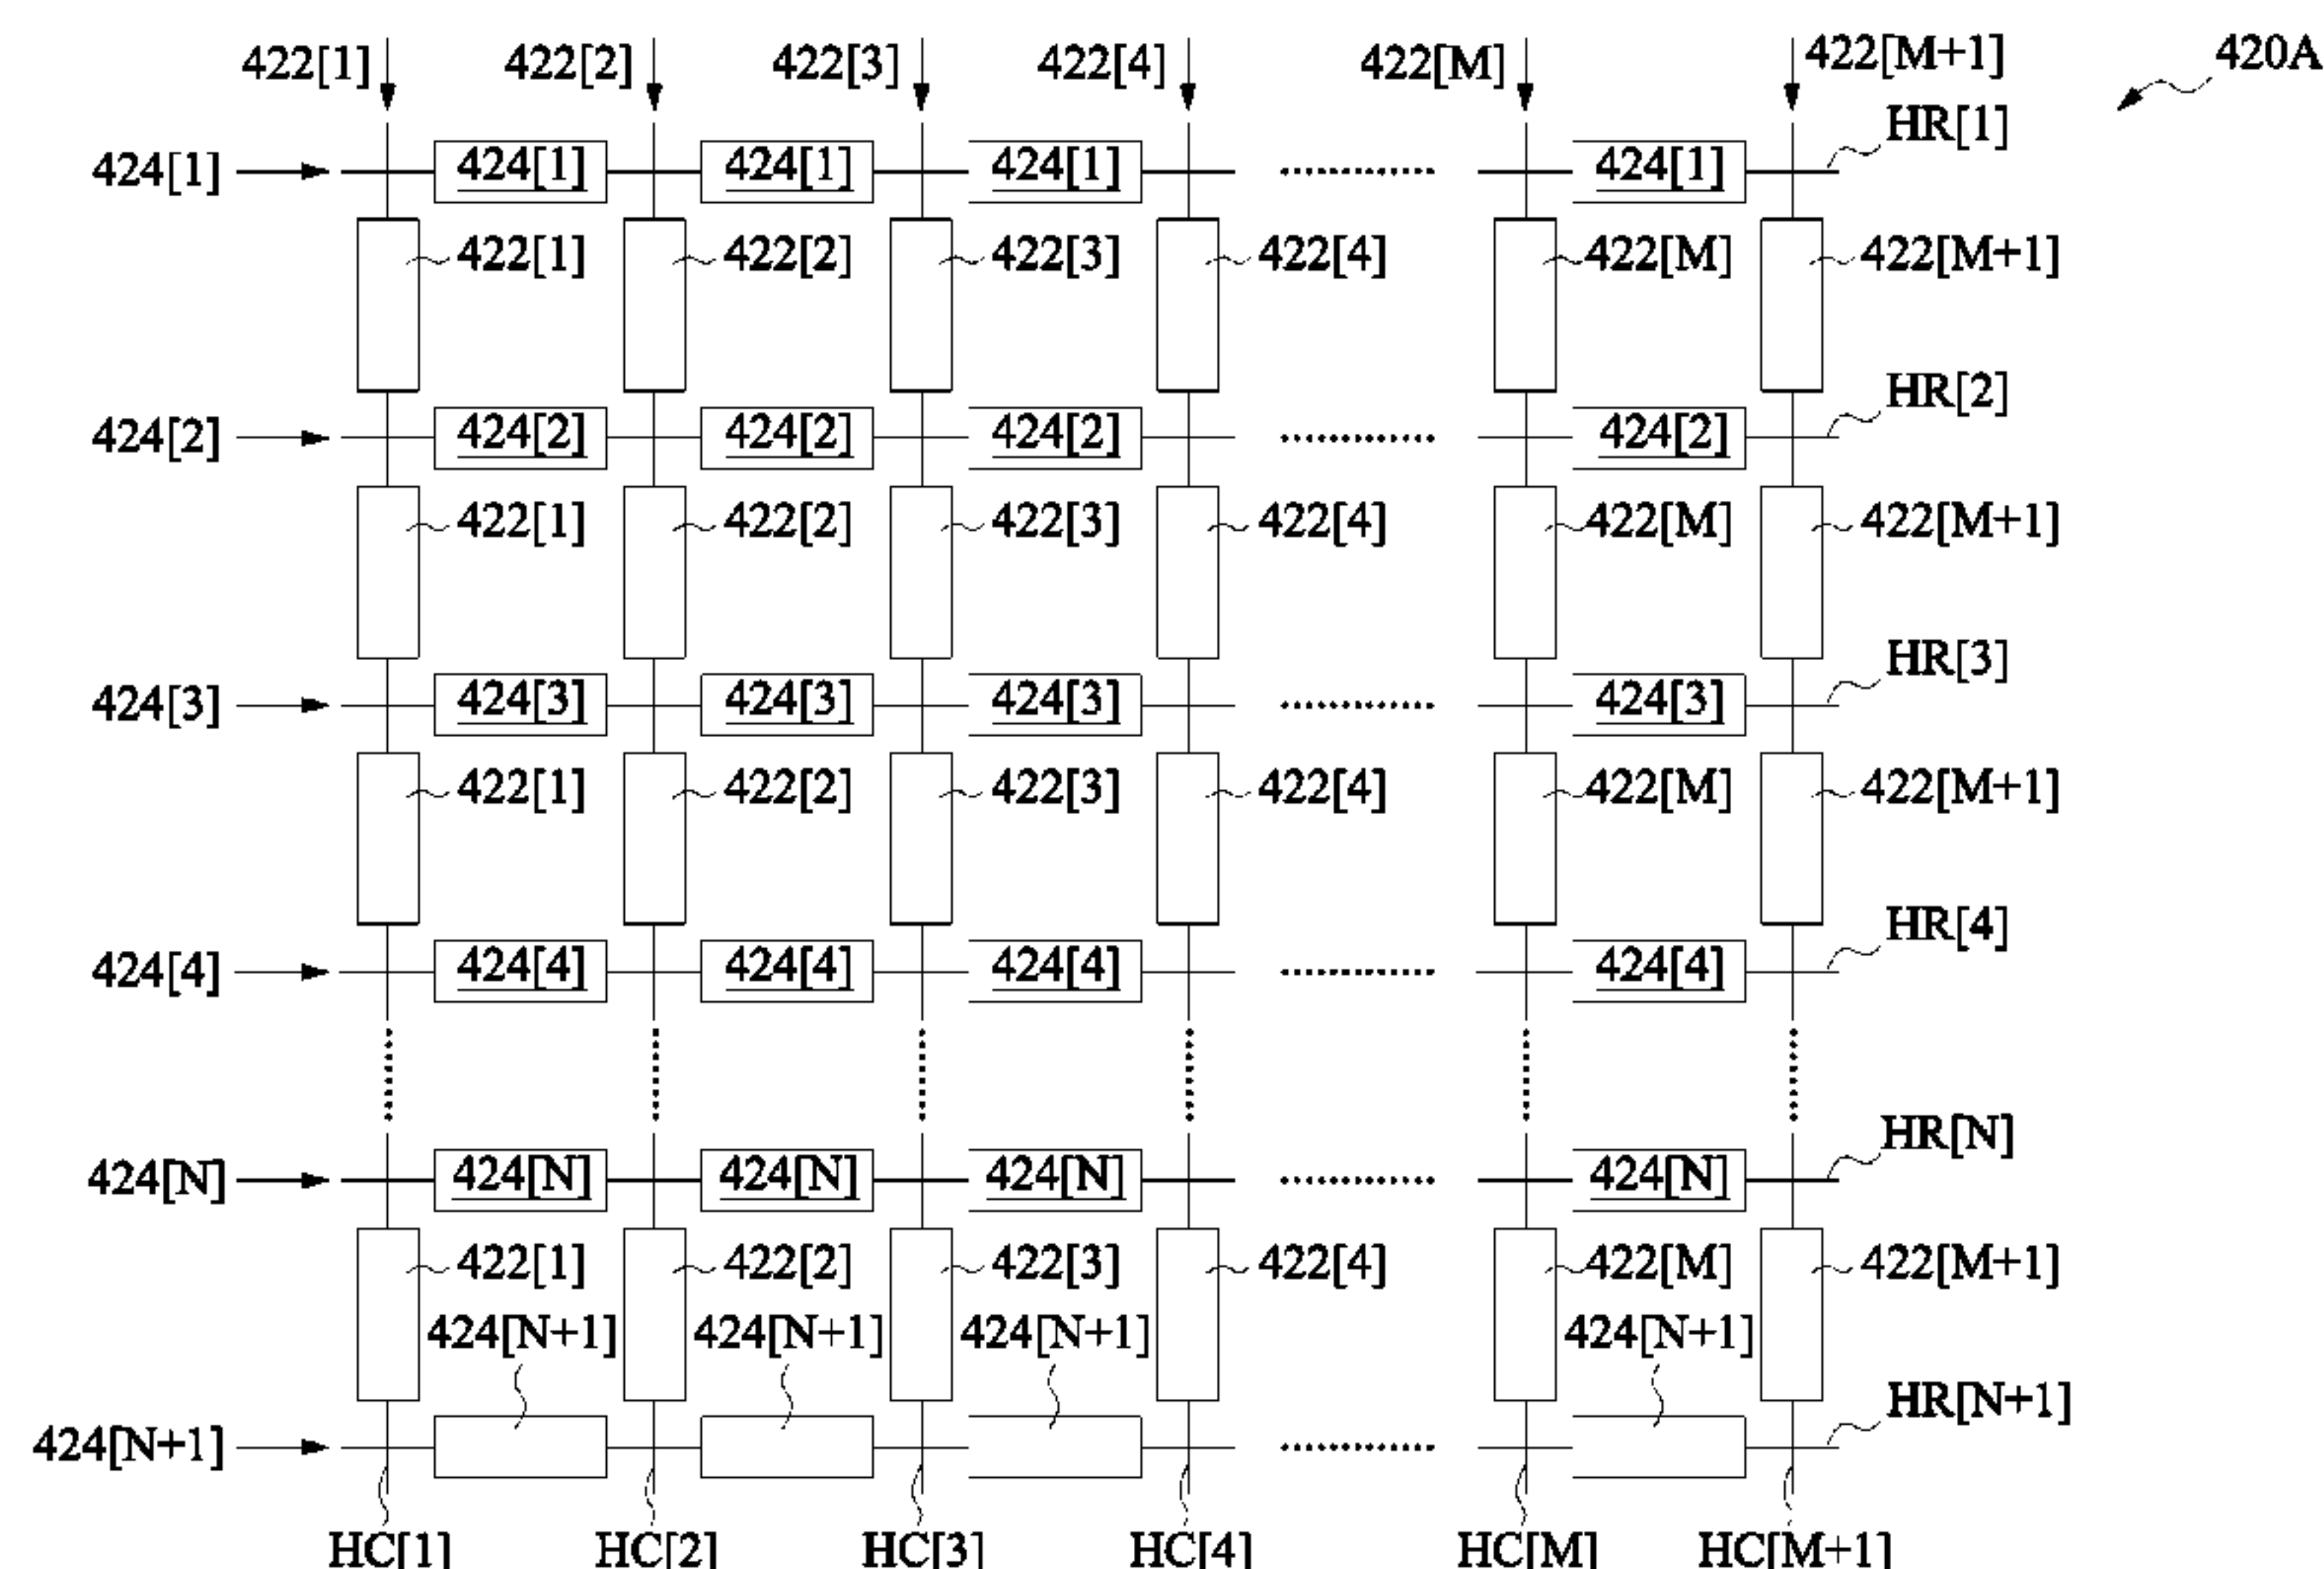 422[1] 422[2] 422[3] 422[4] 422[M] 422[M+1] 420A
HR[1]
424[1] 424[1] 424[1] 424[1] 424[1]
422[1] 422[2] 422[3] 422[4] 422[M] 422[M+1]
HR[2]
424[2] 424[2] 424[2] 424[2] 424[2]
422[1] 422[2] 422[3] 422[4] 422[M] 422[M+1]
HR[3]
424[3] 424[3] 424[3] 424[3] 424[3]
422[1] 422[2] 422[3] 422[4] 422[M] 422[M+1]
HR[4]
424[4] 424[4] 424[4] 424[4] 424[4]
HR[N]
424[N] 424[N] 424[N] 424[N] 424[N]
422[1] 422[2] 422[3] 422[4] 422[M] 422[M+1]
424[N+1] 424[N+1] 424[N+1] 424[N+1]
HR[N+1]
424[N+1]
HC[1] HC[2] HC[3] HC[4] HC[M] HC[M+1]